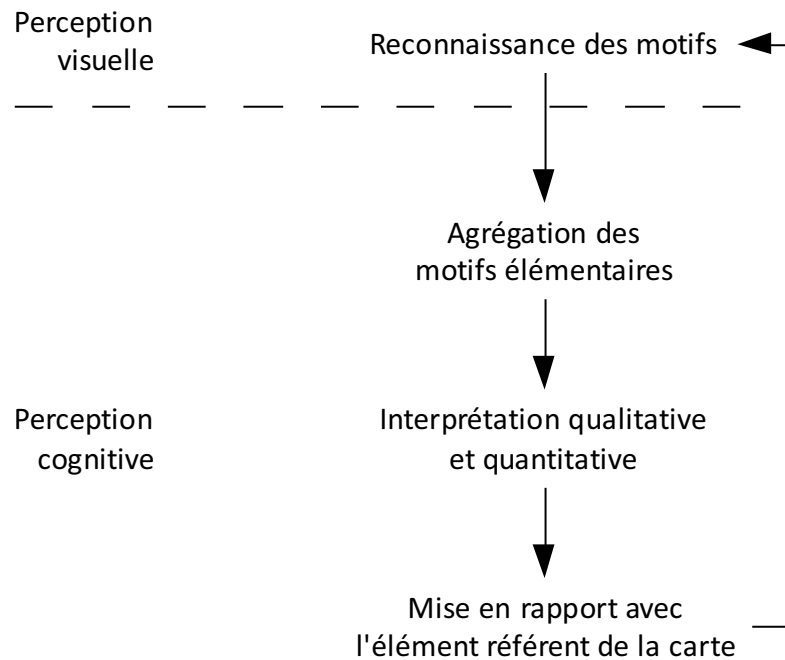 Perception
visuelle
Reconnaissance des motifs
Agrégation des
motifs élémentaires
Perception
cognitive
Interprétation qualitative
et quantitative
Mise en rapport avec
l'élément référent de la carte